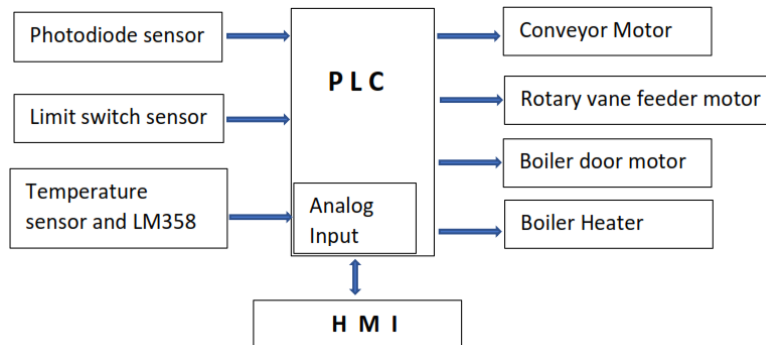 Photodiode sensor
Limit switch sensor
Temperature
sensor and LM358
P L C
Analog
Input
Conveyor Motor
Rotary vane feeder motor
Boiler door motor
Boiler Heater
H M I